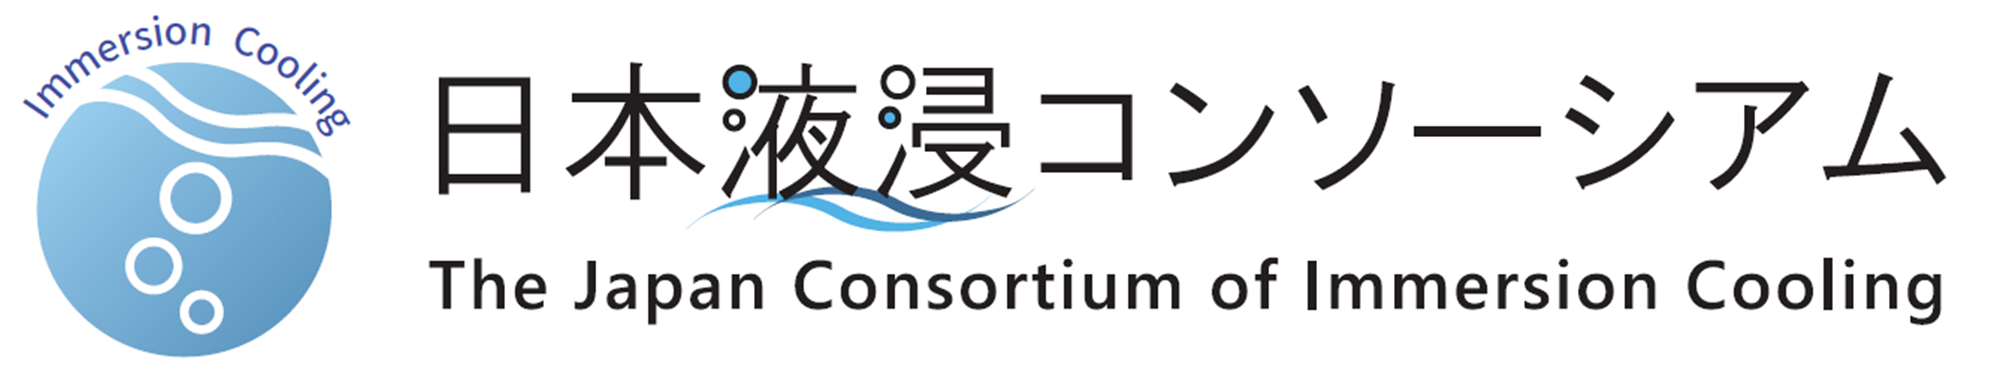 Immersion Cooling
日本液浸コンソーシアム
The Japan Consortium of Immersion Cooling